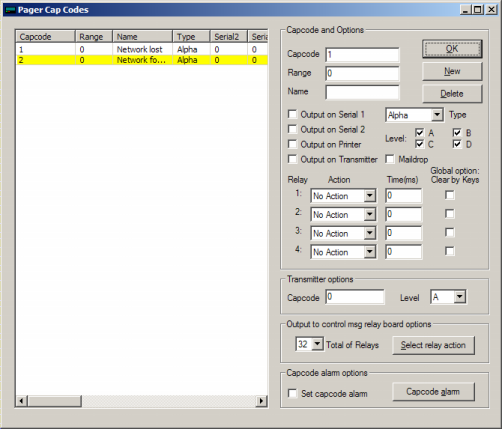 Pager Cap Codes
Capcode Range Name Type Serial2 Seria
1 0 Network lost Alpha 0 0
2 0 Network fo... Alpha 0 0
Capcode and Options
Capcode 1 OK
Range 0 New
Name Delete
Output on Serial 1 Alpha Type
Output on Serial 2 Level: A B
Output on Printer C D
Output on Transmitter Maildrop
Global option:
Relay Action Time(ms) Clear by Keys
1: No Action 0
2: No Action 0
3: No Action 0
4: No Action 0
Transmitter options
Capcode 0 Level A
Output to control msg relay board options
32 Total of Relays Select relay action
Capcode alarm options
Set capcode alarm Capcode alarm